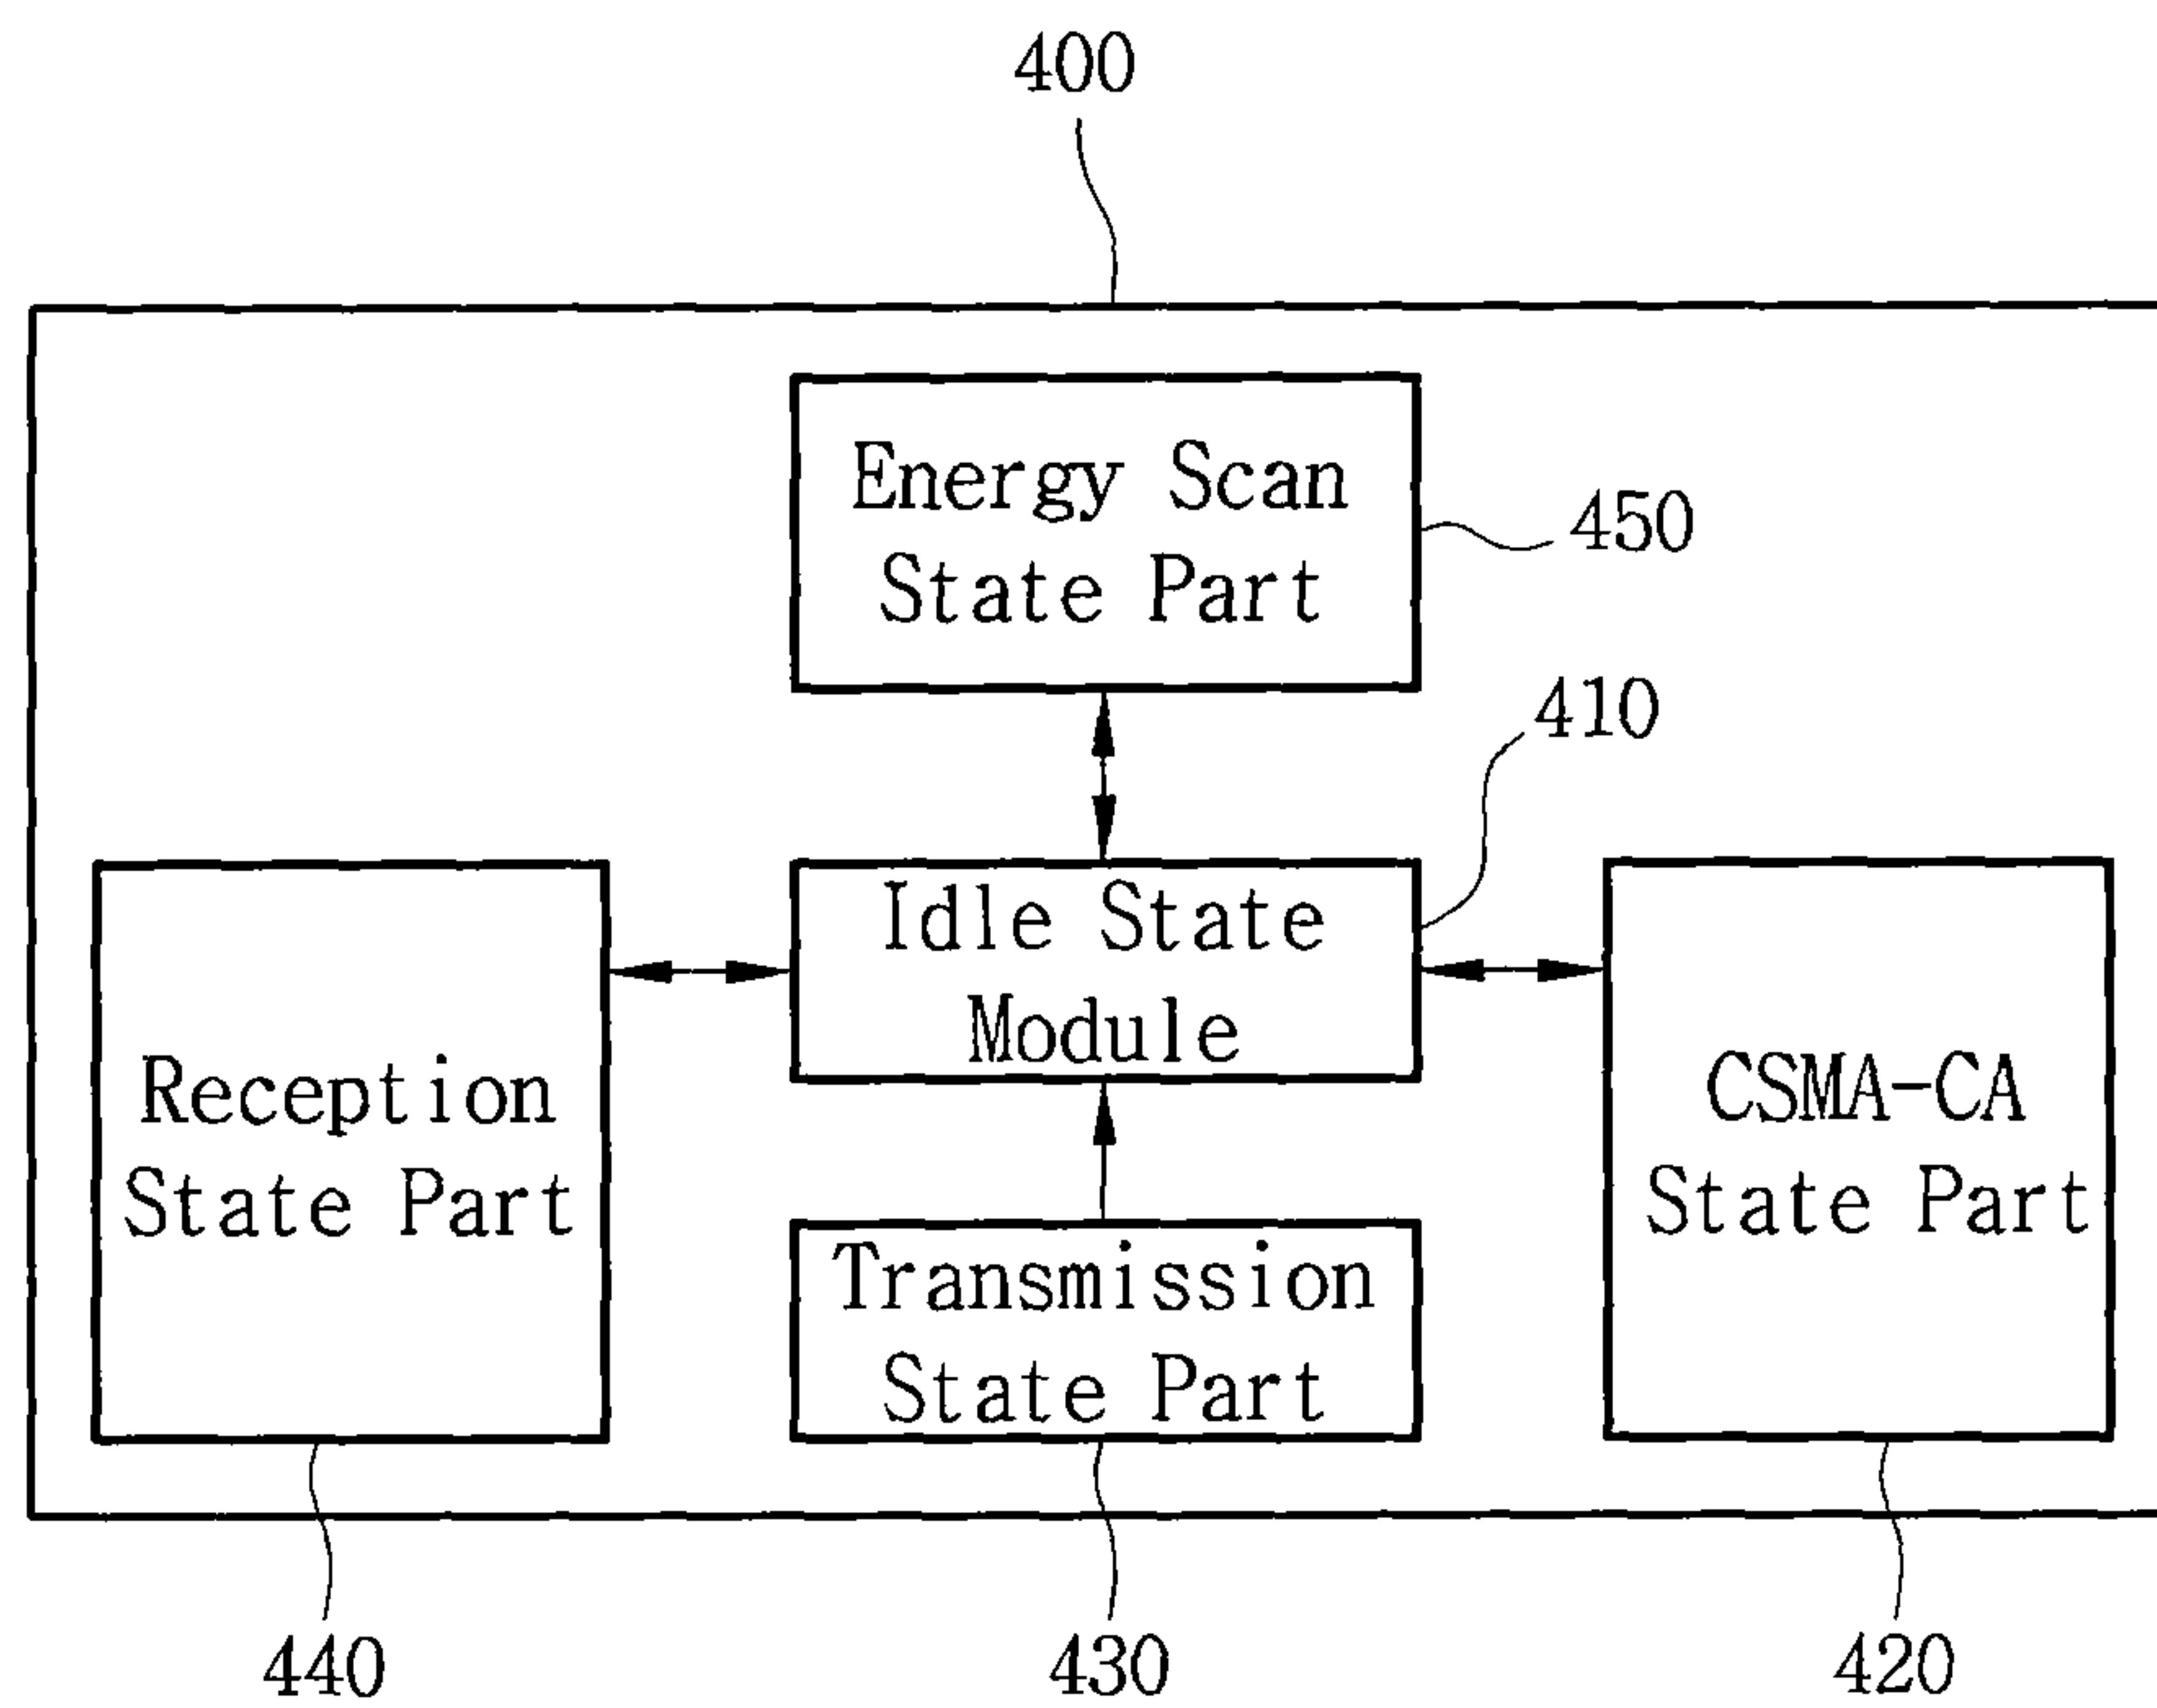 400
Energy Scan
State Part
450
410
Idle State
Module
Reception
State Part
CSMA-CA
State Part
Transmission
State Part
440
430
420